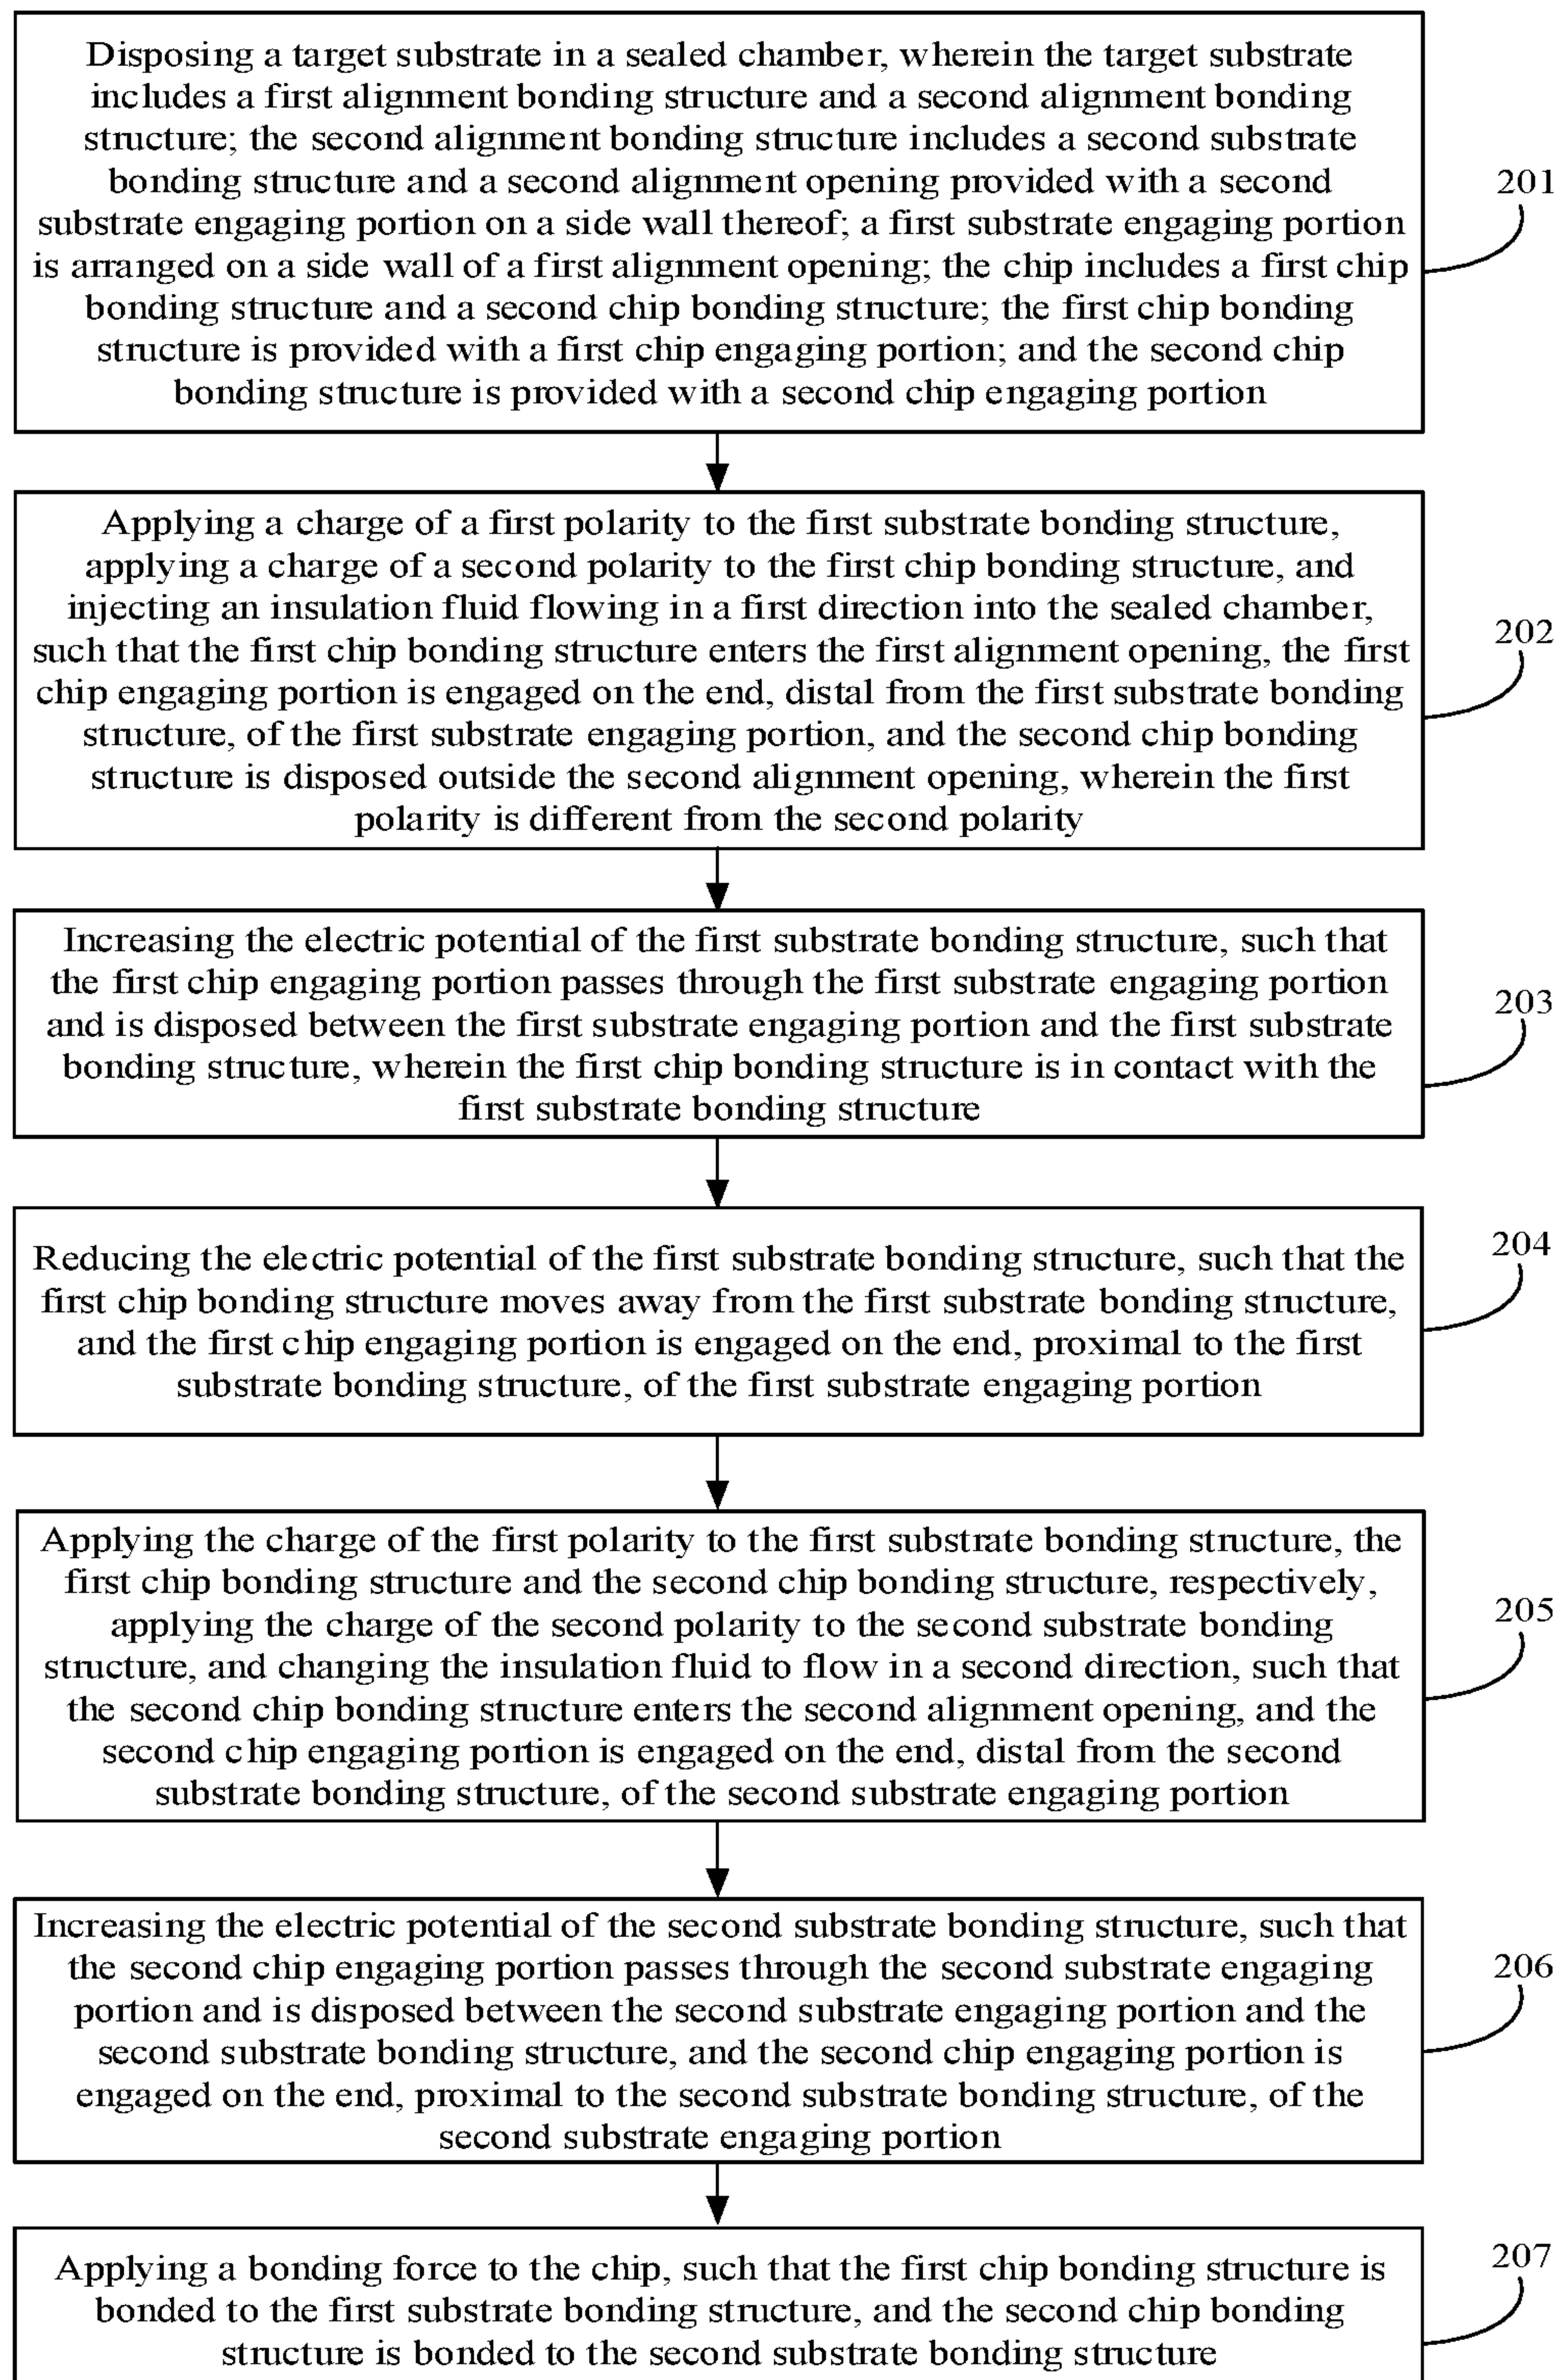 Disposing a target substrate in a sealed chamber, wherein the target substrate
includes a first alignment bonding structure and a second alignment bonding
structure; the second alignment bonding structure includes a second substrate
bonding structure and a second alignment opening provided with a second
substrate engaging portion on a side wall thereof; a first substrate engaging portion
is arranged on a side wall of a first alignment opening; the chip includes a first chip
bonding structure and a second chip bonding structure; the first chip bonding
structure is provided with a first chip engaging portion; and the second chip
bonding structure is provided with a second chip engaging portion
201
Applying a charge of a first polarity to the first substrate bonding structure,
applying a charge of a second polarity to the first chip bonding structure, and
injecting an insulation fluid flowing in a first direction into the sealed chamber,
such that the first chip bonding structure enters the first alignment opening, the first
chip engaging portion is engaged on the end, distal from the first substrate bonding
structure, of the first substrate engaging portion, and the second chip bonding
structure is disposed outside the second alignment opening, wherein the first
polarity is different from the second polarity
202
Increasing the electric potential of the first substrate bonding structure, such that
the first chip engaging portion passes through the first substrate engaging portion
and is disposed between the first substrate engaging portion and the first substrate
bonding structure, wherein the first chip bonding structure is in contact with the
first substrate bonding structure
203
Reducing the electric potential of the first substrate bonding structure, such that the
first chip bonding structure moves away from the first substrate bonding structure,
and the first chip engaging portion is engaged on the end, proximal to the first
substrate bonding structure, of the first substrate engaging portion
204
Applying the charge of the first polarity to the first substrate bonding structure, the
first chip bonding structure and the second chip bonding structure, respectively,
applying the charge of the second polarity to the second substrate bonding
structure, and changing the insulation fluid to flow in a second direction, such that
the second chip bonding structure enters the second alignment opening, and the
second chip engaging portion is engaged on the end, distal from the second
substrate bonding structure, of the second substrate engaging portion
205
Increasing the electric potential of the second substrate bonding structure, such that
the second chip engaging portion passes through the second substrate engaging
portion and is disposed between the second substrate engaging portion and the
second substrate bonding structure, and the second chip engaging portion is
engaged on the end, proximal to the second substrate bonding structure, of the
second substrate engaging portion
206
Applying a bonding force to the chip, such that the first chip bonding structure is
bonded to the first substrate bonding structure, and the second chip bonding
structure is bonded to the second substrate bonding structure
207